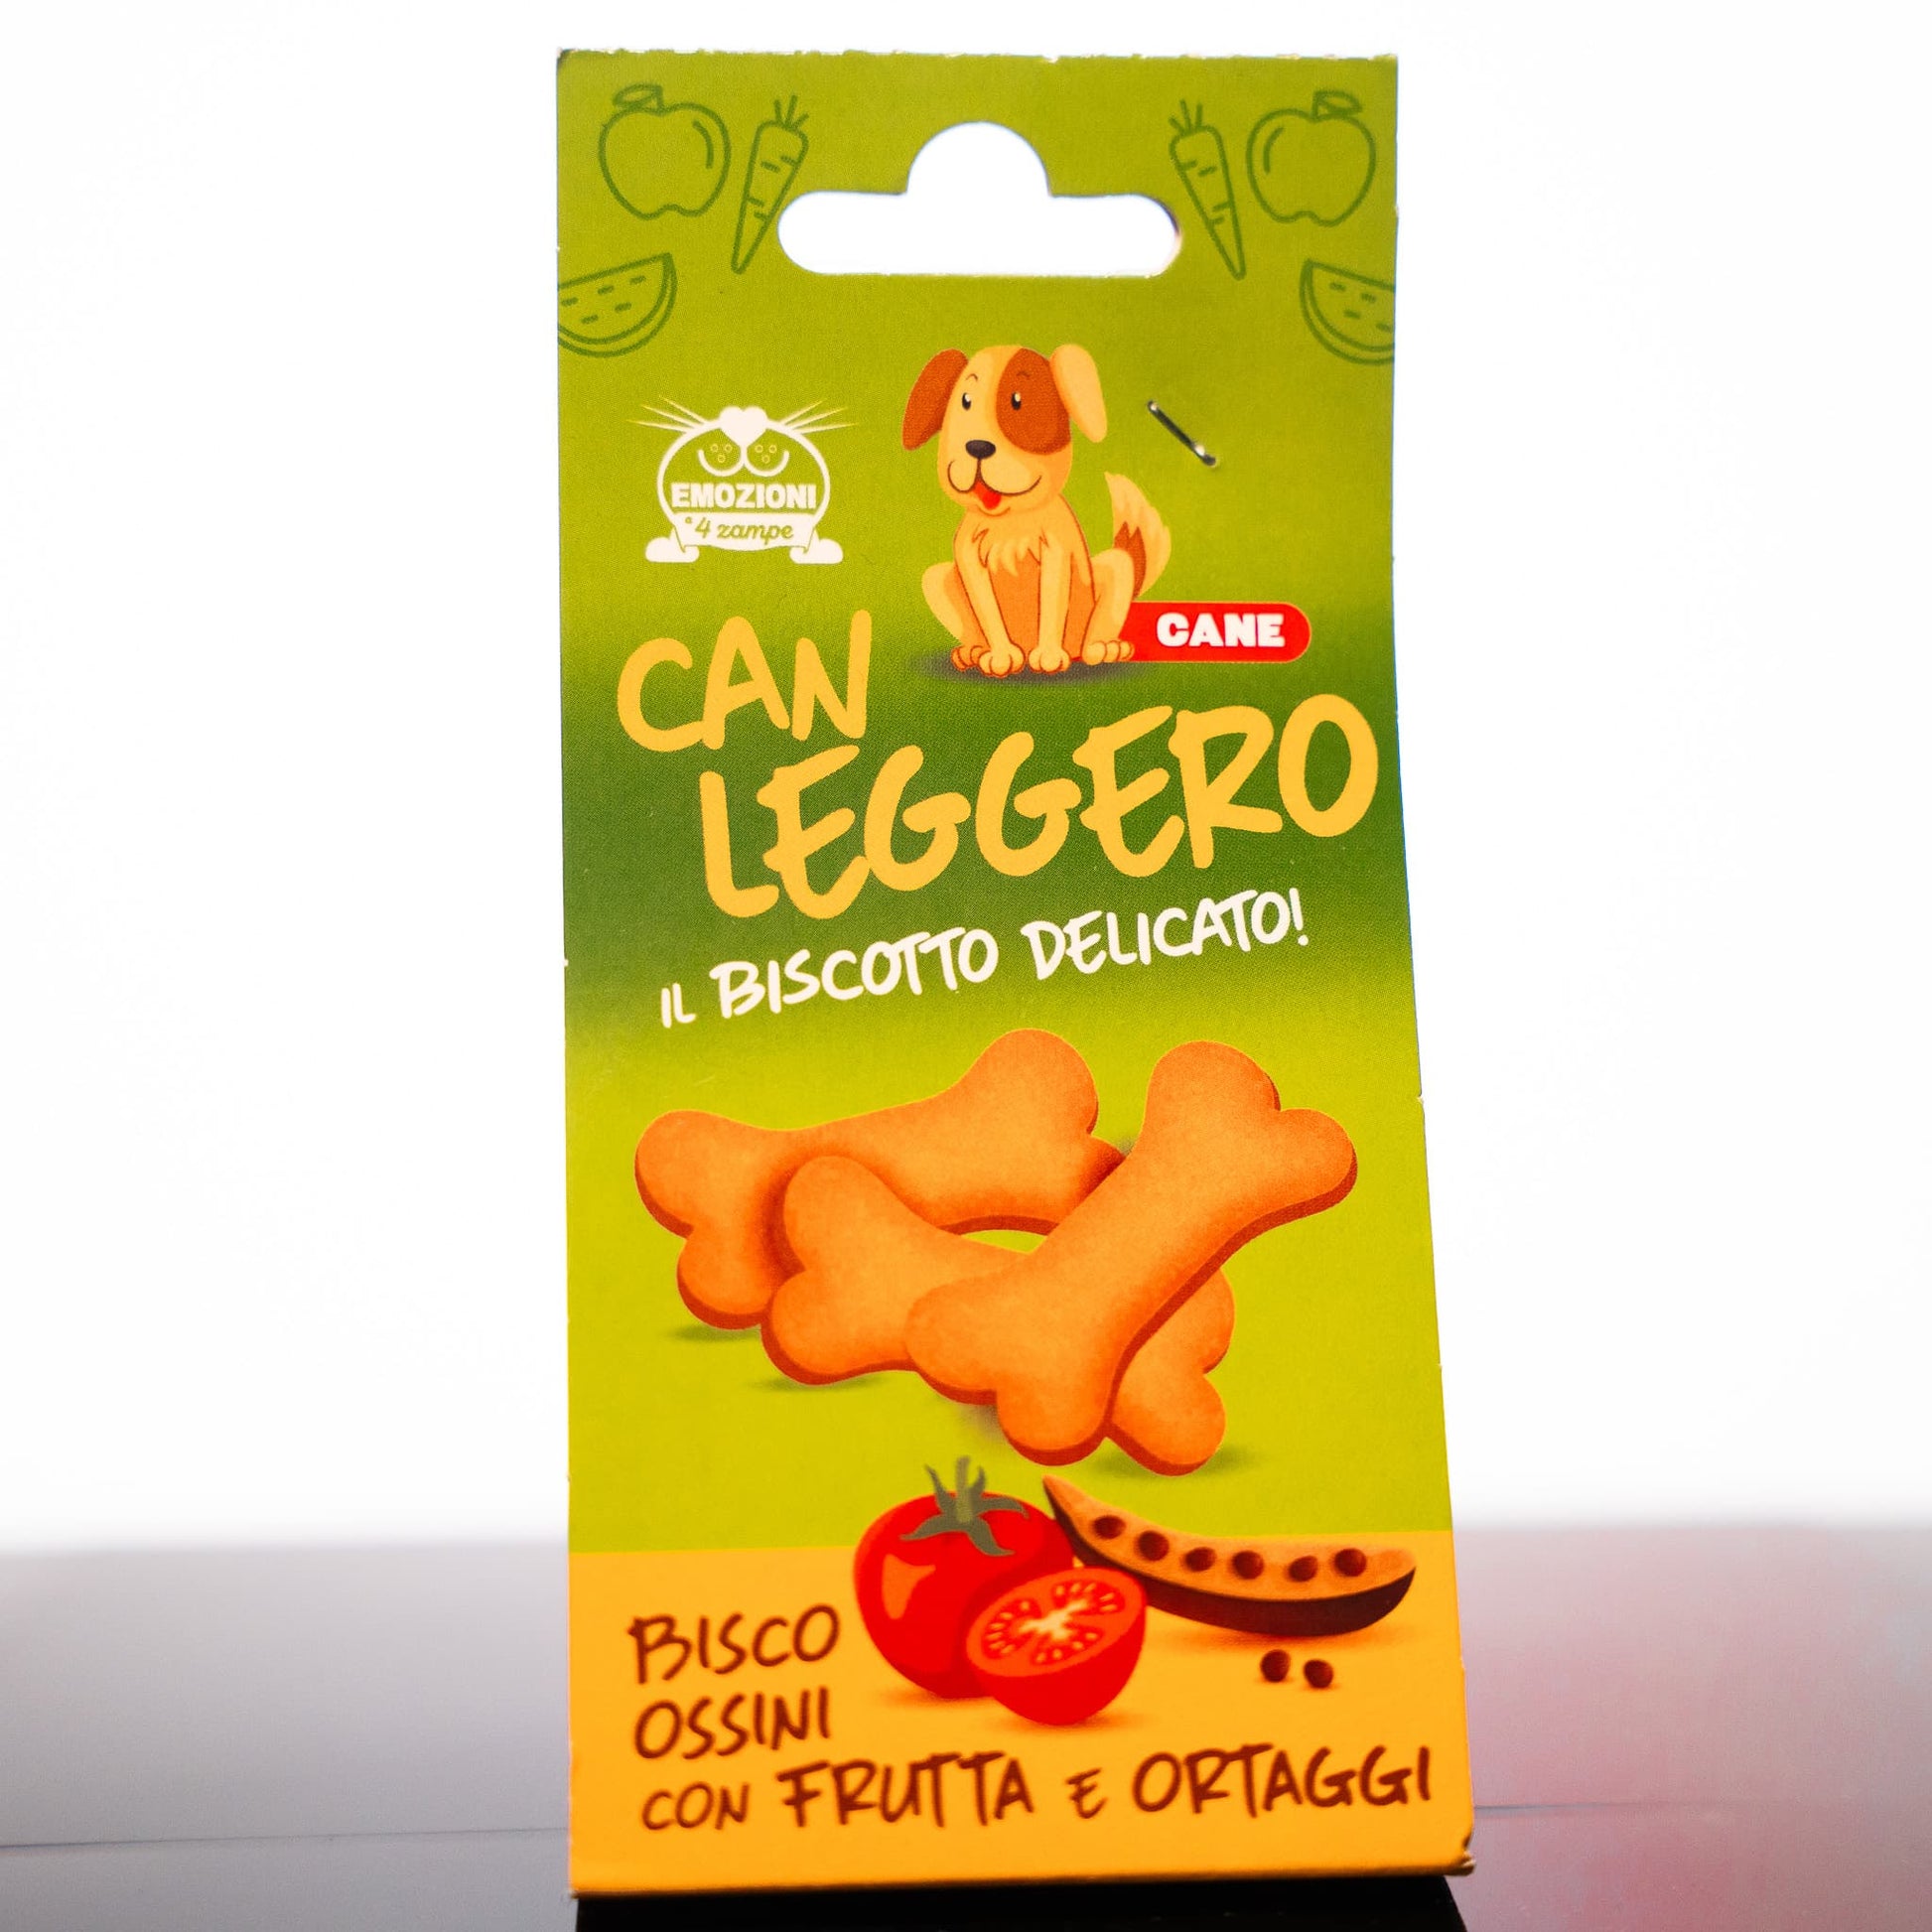 EMOZIONI
a 4 zampe
CANE
CAN
LEGGERO
IL BISCOTTO DELICATO!
BISCO
OSSINI
CON FRUTTA E ORTAGGI